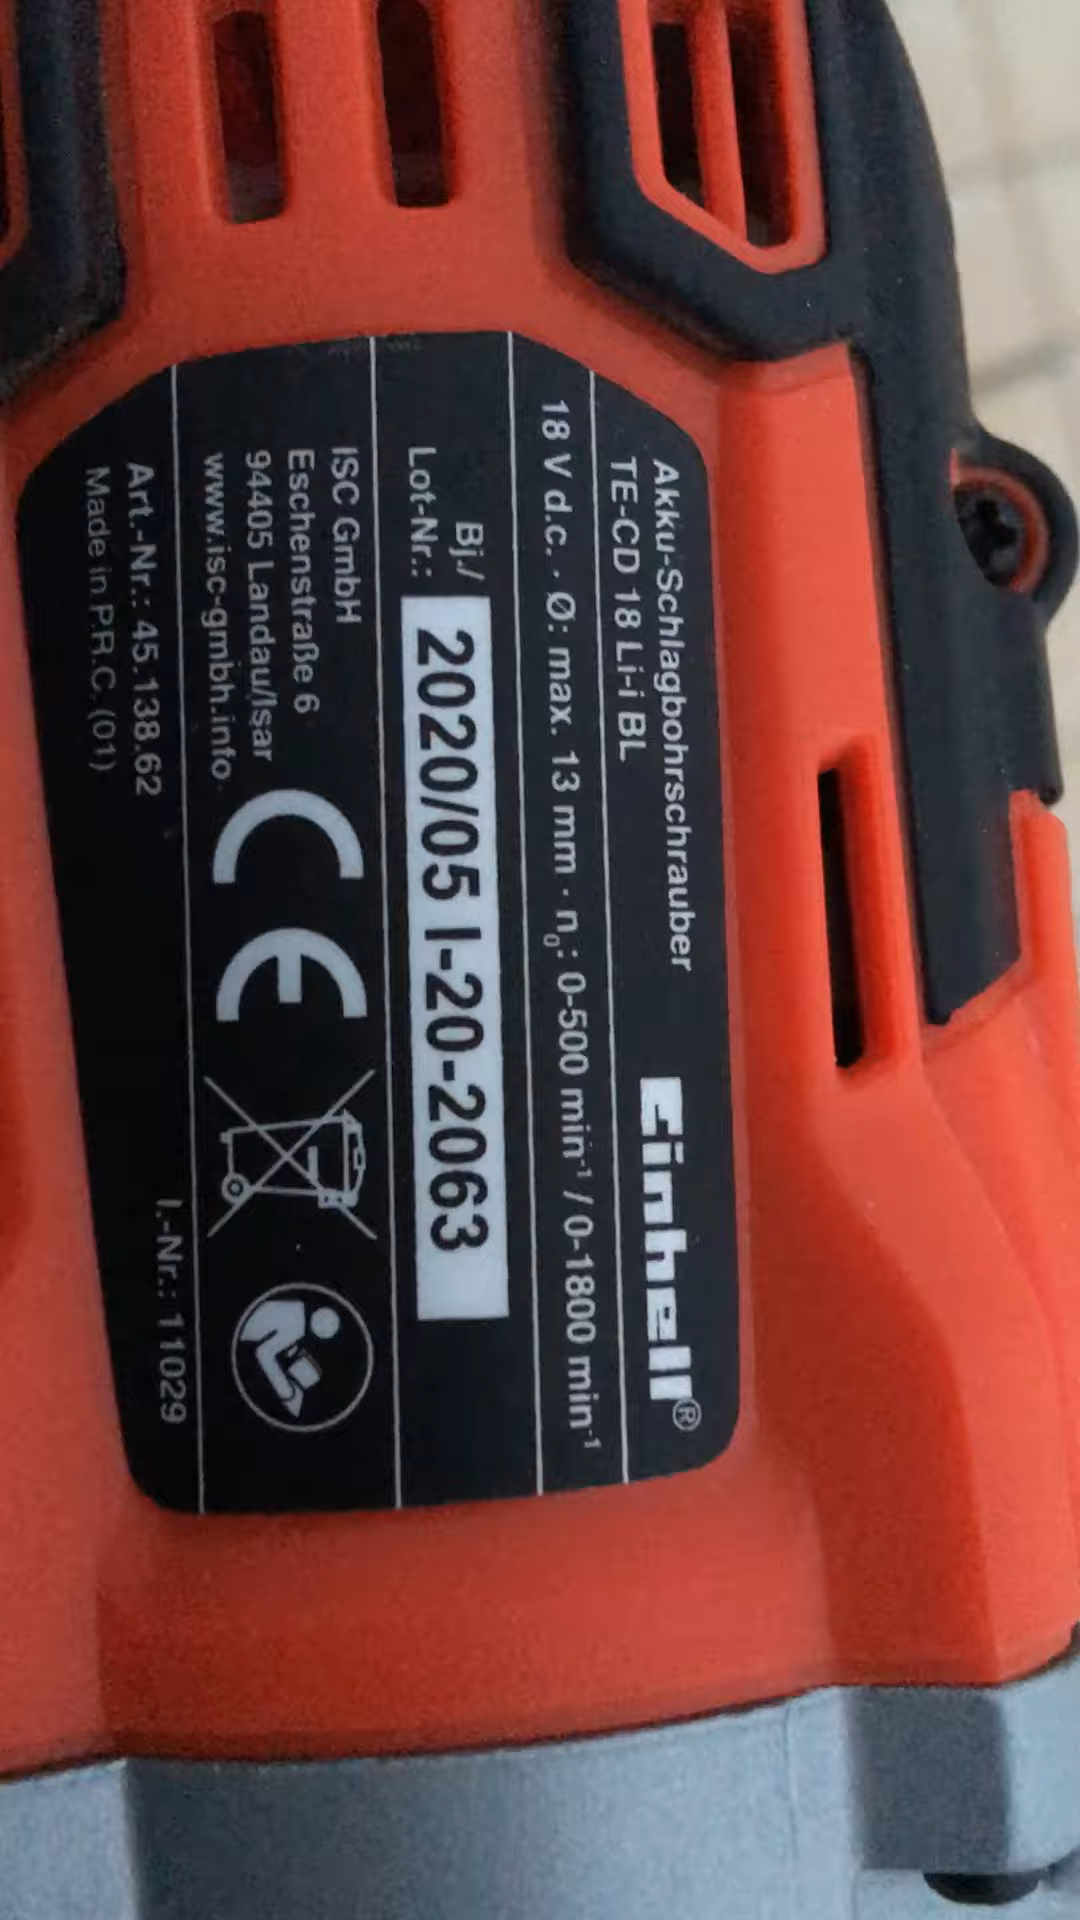 Akku-Schlagbohrschrauber
TE-CD 18 Li-i BL
Einhell®
18 V d.c. · Ø: max. 13 mm · n₀: 0-500 min⁻¹ / 0-1800 min⁻¹
Bj./
Lot-Nr.: 2020/05 I-20-2063
ISC GmbH
Eschenstraße 6
94405 Landau/Isar
www.isc-gmbh.info
CE
Art.-Nr.: 45.138.62
I.-Nr.: 11029
Made in P.R.C. (01)